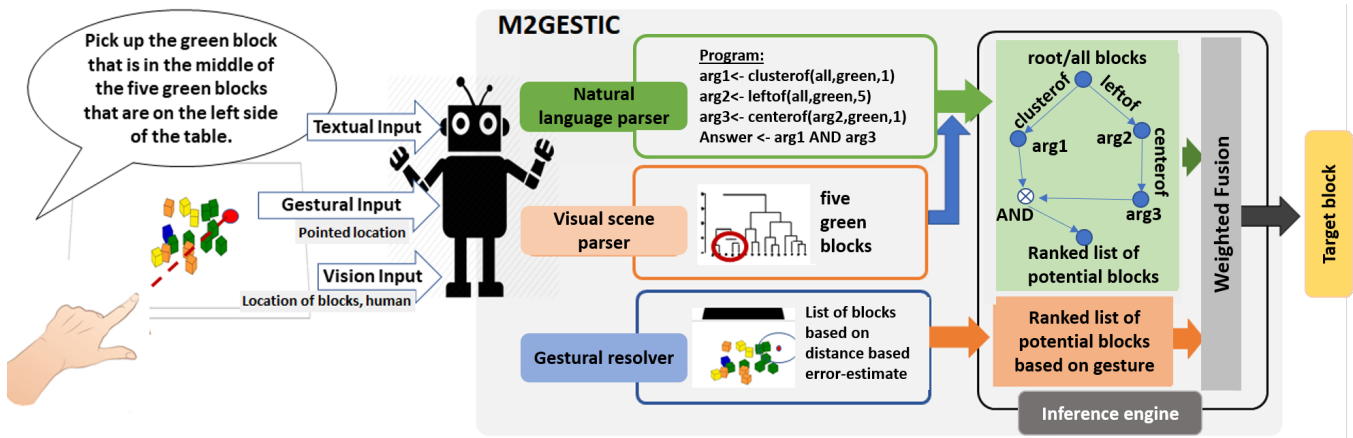 M2GESTIC
Pick up the green block
that is in the middle of
the five green blocks
that are on the left side
of the table.
Textual Input
Gestural Input
Pointed location
Vision Input
Location of blocks, human
Natural
language parser
Program:
arg1<- clusterof(all,green,1)
arg2<- leftof(all,green,5)
arg3<- centerof(arg2,green,1)
Answer <- arg1 AND arg3
Visual scene
parser
five
green
blocks
Gestural resolver
List of blocks
based on
distance based
error-estimate
root/all blocks
clusterof
leftof
arg1
arg2
centerof
AND
arg3
Ranked list of
potential blocks
Ranked list of
potential blocks
based on gesture
Weighted Fusion
Inference engine
Target block